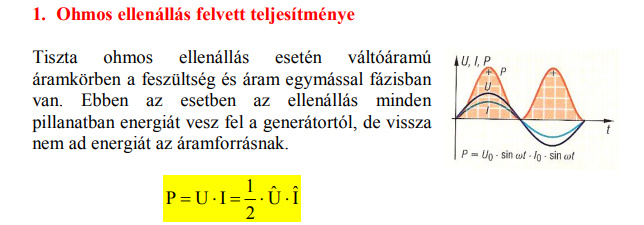 1. Ohmos ellenállás felvett teljesítménye
Tiszta ohmos ellenállás esetén váltóáramú
áramkörben a feszültség és áram egymással fázisban
van. Ebben az esetben az ellenállás minden
pillanatban energiát vesz fel a generátortól, de vissza
nem ad energiát az áramforrásnak.
P = U · I = 1/2 · Û · Î
U, I, P
P
U
I
t
P = U₀ · sin ωt · I₀ · sin ωt